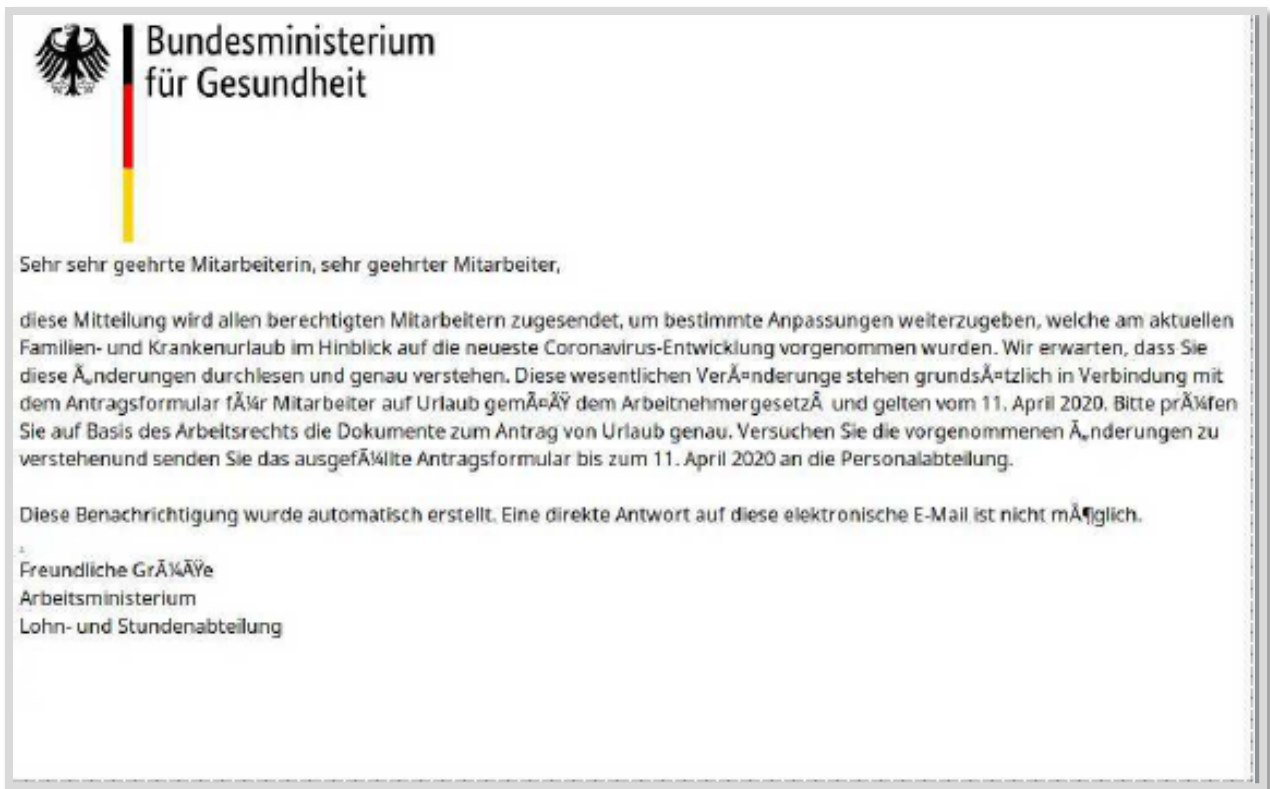 Bundesministerium
für Gesundheit
Sehr sehr geehrte Mitarbeiterin, sehr geehrter Mitarbeiter,
diese Mitteilung wird allen berechtigten Mitarbeitern zugesendet, um bestimmte Anpassungen weiterzugeben, welche am aktuellen
Familien- und Krankenurlaub im Hinblick auf die neueste Coronavirus-Entwicklung vorgenommen wurden. Wir erwarten, dass Sie
diese Ã„nderungen durchlesen und genau verstehen. Diese wesentlichen VerÃ¤nderunge stehen grundsÃ¤tzlich in Verbindung mit
dem Antragsformular fÃ¼r Mitarbeiter auf Urlaub gemÃ¤ÃŸ dem ArbeitnehmergesetzÂ und gelten vom 11. April 2020. Bitte prÃ¼fen
Sie auf Basis des Arbeitsrechts die Dokumente zum Antrag von Urlaub genau. Versuchen Sie die vorgenommenen Ã„nderungen zu
verstehenund senden Sie das ausgefÃ¼llte Antragsformular bis zum 11. April 2020 an die Personalabteilung.
Diese Benachrichtigung wurde automatisch erstellt. Eine direkte Antwort auf diese elektronische E-Mail ist nicht mÃ¶glich.
.
Freundliche GrÃ¼ÃŸe
Arbeitsministerium
Lohn- und Stundenabteilung